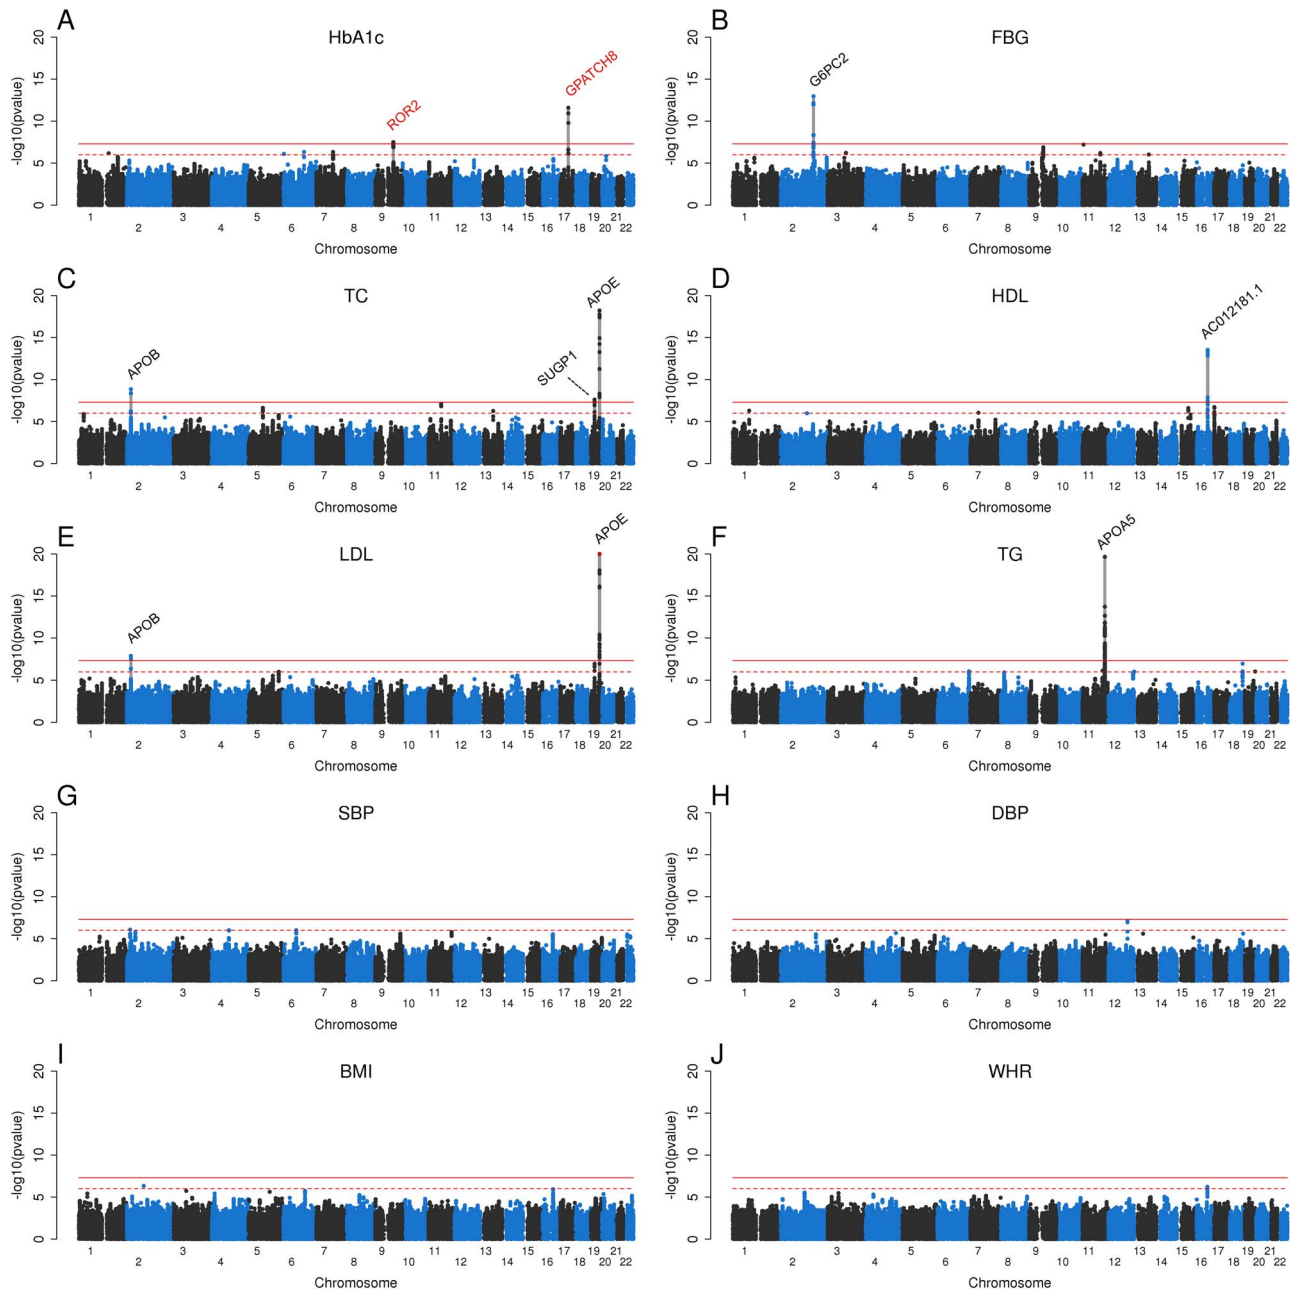 A
HbA1c
ROR2
GPATCH8
-log10(pvalue)
0 5 10 15 20
1 2 3 4 5 6 7 8 9 10 11 12 13 14 15 16 17 18 19 20 21 22
Chromosome
B
FBG
G6PC2
-log10(pvalue)
0 5 10 15 20
1 2 3 4 5 6 7 8 9 10 11 12 13 14 15 16 17 18 19 20 21 22
Chromosome
C
TC
APOB
SUGP1
APOE
-log10(pvalue)
0 5 10 15 20
1 2 3 4 5 6 7 8 9 10 11 12 13 14 15 16 17 18 19 20 21 22
Chromosome
D
HDL
AC012181.1
-log10(pvalue)
0 5 10 15 20
1 2 3 4 5 6 7 8 9 10 11 12 13 14 15 16 17 18 19 20 21 22
Chromosome
E
LDL
APOB
APOE
-log10(pvalue)
0 5 10 15 20
1 2 3 4 5 6 7 8 9 10 11 12 13 14 15 16 17 18 19 20 21 22
Chromosome
F
TG
APOA5
-log10(pvalue)
0 5 10 15 20
1 2 3 4 5 6 7 8 9 10 11 12 13 14 15 16 17 18 19 20 21 22
Chromosome
G
SBP
-log10(pvalue)
0 5 10 15 20
1 2 3 4 5 6 7 8 9 10 11 12 13 14 15 16 17 18 19 20 21 22
Chromosome
H
DBP
-log10(pvalue)
0 5 10 15 20
1 2 3 4 5 6 7 8 9 10 11 12 13 14 15 16 17 18 19 20 21 22
Chromosome
I
BMI
-log10(pvalue)
0 5 10 15 20
1 2 3 4 5 6 7 8 9 10 11 12 13 14 15 16 17 18 19 20 21 22
Chromosome
J
WHR
-log10(pvalue)
0 5 10 15 20
1 2 3 4 5 6 7 8 9 10 11 12 13 14 15 16 17 18 19 20 21 22
Chromosome